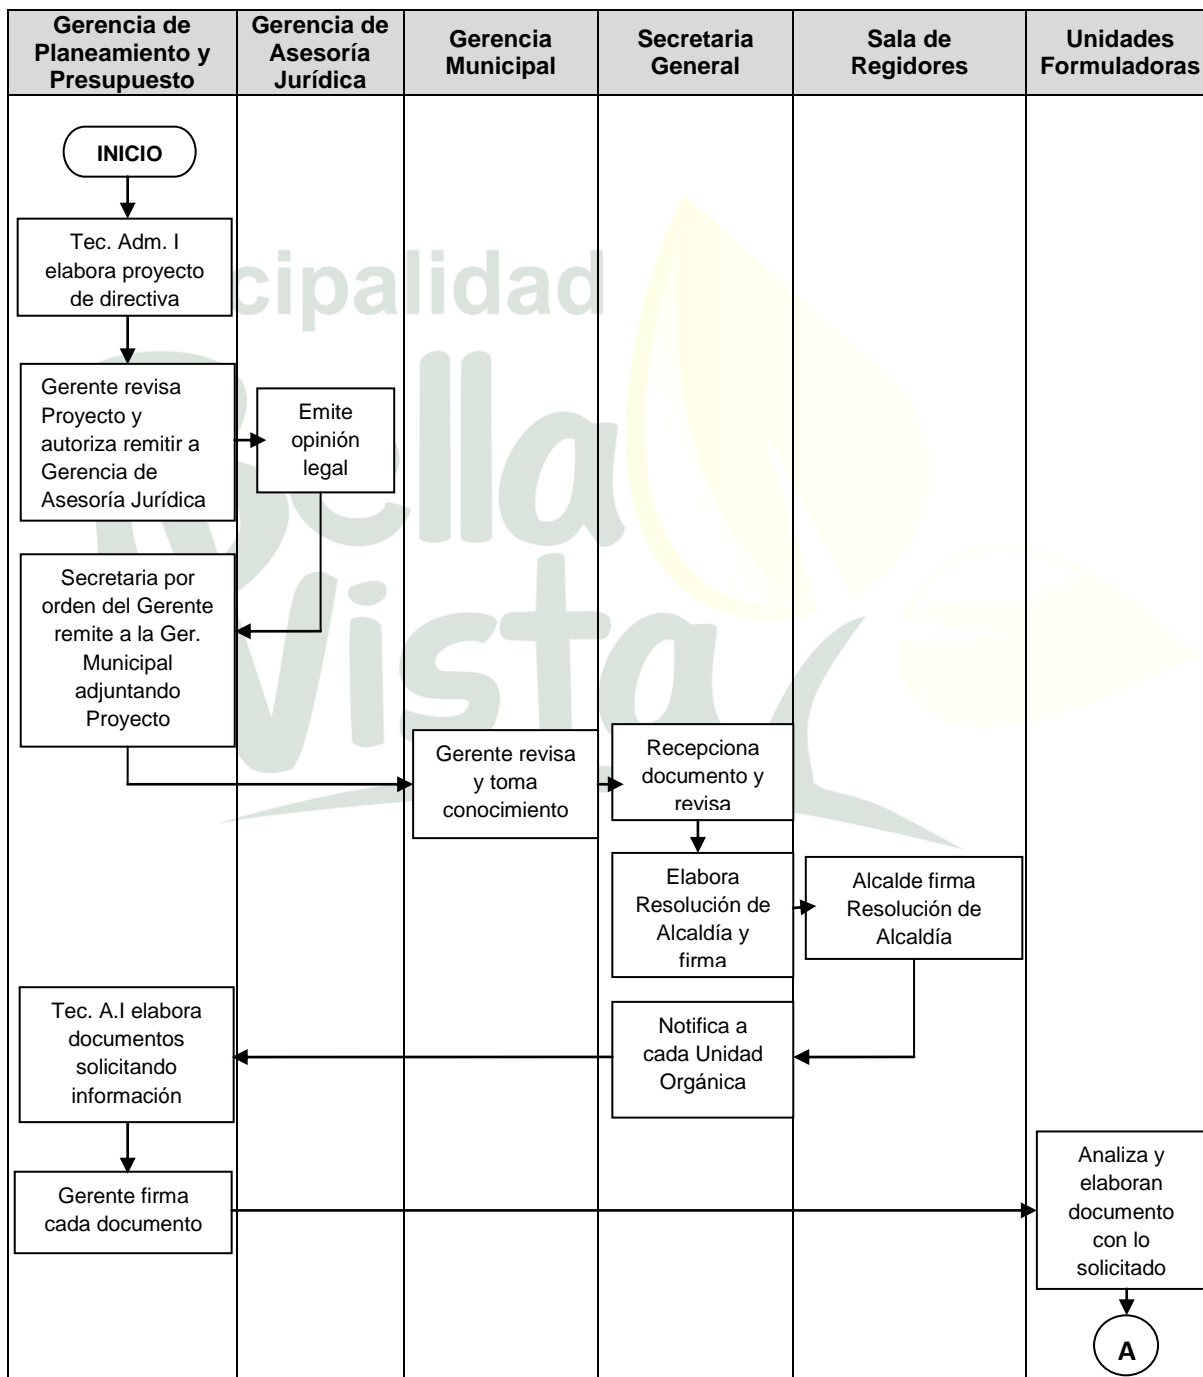 Gerencia de
Planeamiento y
Presupuesto
Gerencia de
Asesoría
Jurídica
Gerencia
Municipal
Secretaria
General
Sala de
Regidores
Unidades
Formuladoras
INICIO
Tec. Adm. I
elabora proyecto
de directiva
Gerente revisa
Proyecto y
autoriza remitir a
Gerencia de
Asesoría Jurídica
Emite
opinión
legal
Secretaria por
orden del Gerente
remite a la Ger.
Municipal
adjuntando
Proyecto
Gerente revisa
y toma
conocimiento
Recepciona
documento y
revisa
Elabora
Resolución de
Alcaldía y
firma
Alcalde firma
Resolución de
Alcaldía
Notifica a
cada Unidad
Orgánica
Tec. A.I elabora
documentos
solicitando
información
Gerente firma
cada documento
Analiza y
elaboran
documento
con lo
solicitado
A
cipalidad
Bella
Vista